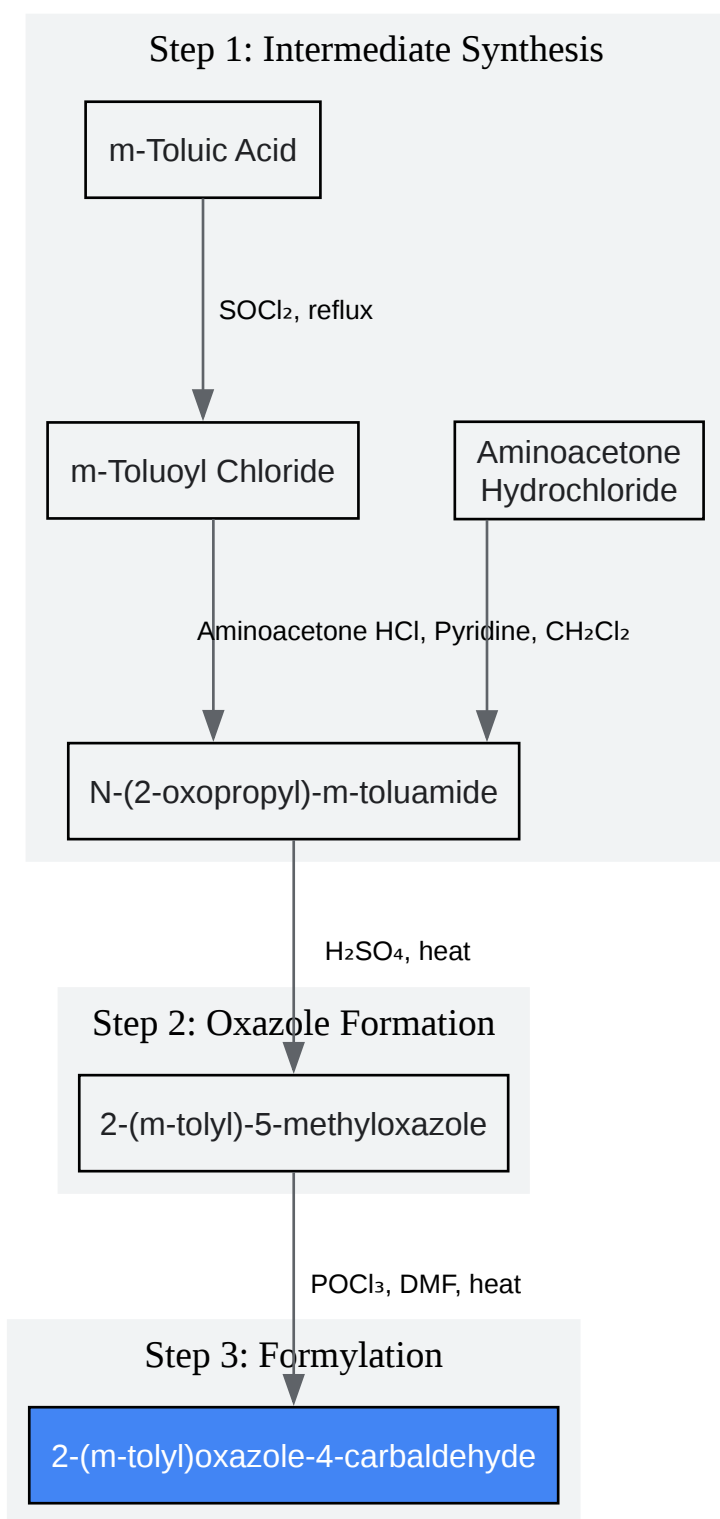 Step 1: Intermediate Synthesis
m-Toluic Acid
SOCl₂, reflux
m-Toluoyl Chloride
Aminoacetone
Hydrochloride
Aminoacetone HCl, Pyridine, CH₂Cl₂
N-(2-oxopropyl)-m-toluamide
H₂SO₄, heat
Step 2: Oxazole Formation
2-(m-tolyl)-5-methyloxazole
POCl₃, DMF, heat
Step 3: Formylation
2-(m-tolyl)oxazole-4-carbaldehyde